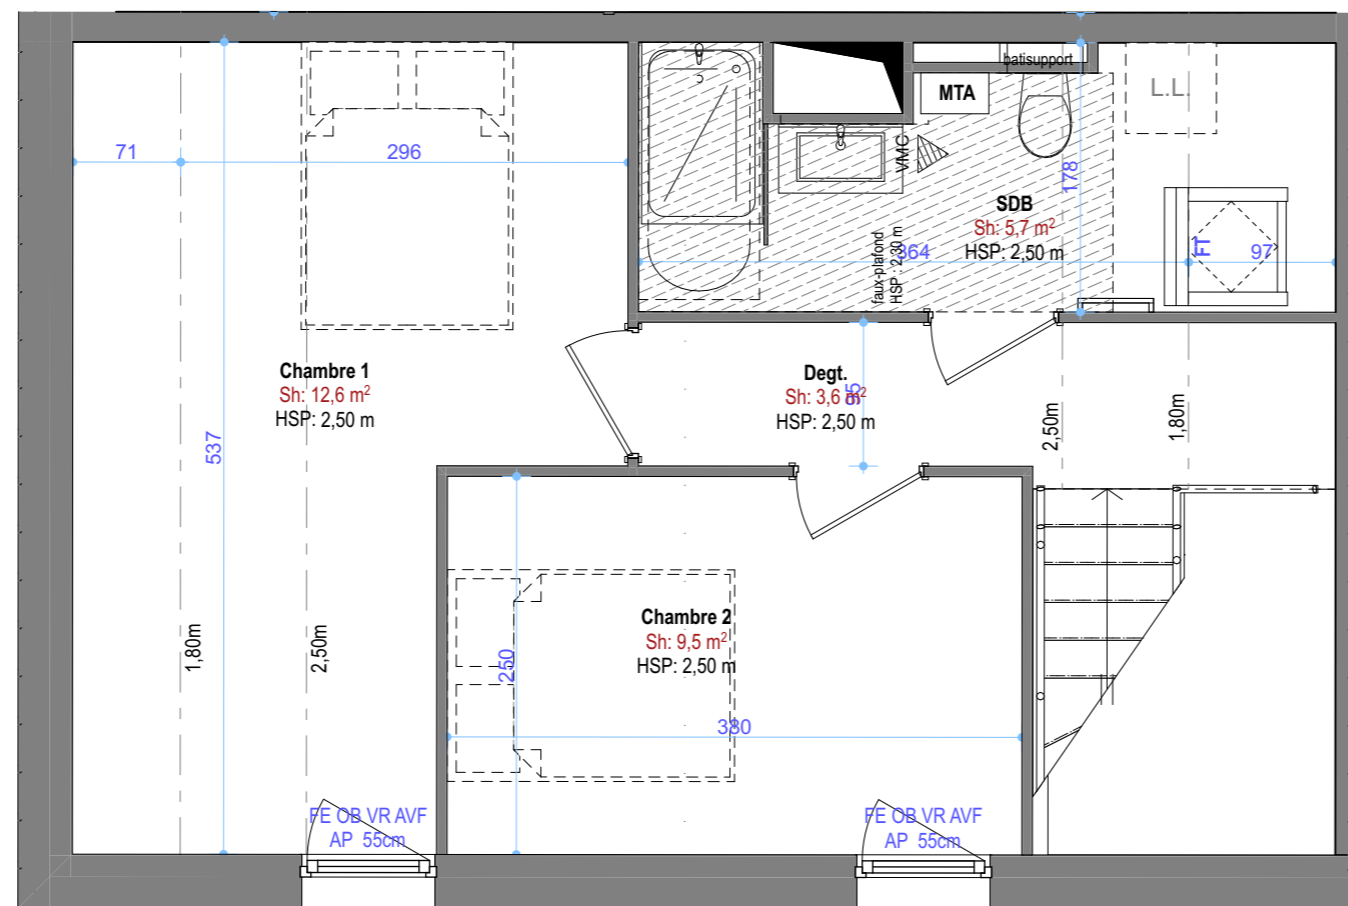 batisupport
MTA
L.L.
71
296
VMC
178
SDB
Sh: 5,7 m²
HSP: 2,50 m
364
faux-plafond
HSP : 2,30 m
FT
97
Chambre 1
Sh: 12,6 m²
HSP: 2,50 m
Degt.
Sh: 3,6 m²
HSP: 2,50 m
95
2,50m
1,80m
537
Chambre 2
Sh: 9,5 m²
HSP: 2,50 m
1,80m
2,50m
250
380
FE OB VR AVF
AP 55cm
FE OB VR AVF
AP 55cm